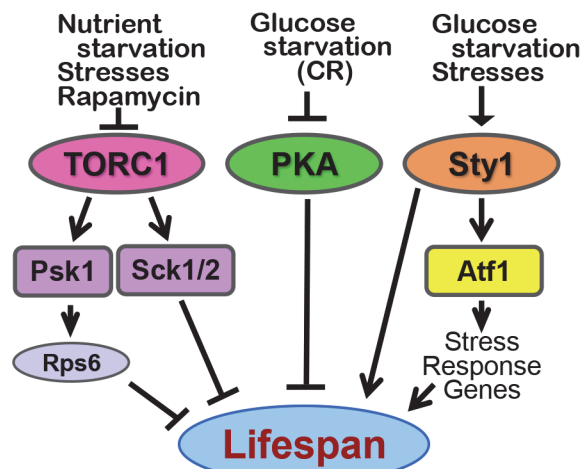 Nutrient
starvation
Stresses
Rapamycin
Glucose
starvation
(CR)
Glucose
starvation
Stresses
TORC1
PKA
Sty1
Psk1
Sck1/2
Atf1
Rps6
Stress
Response
Genes
Lifespan